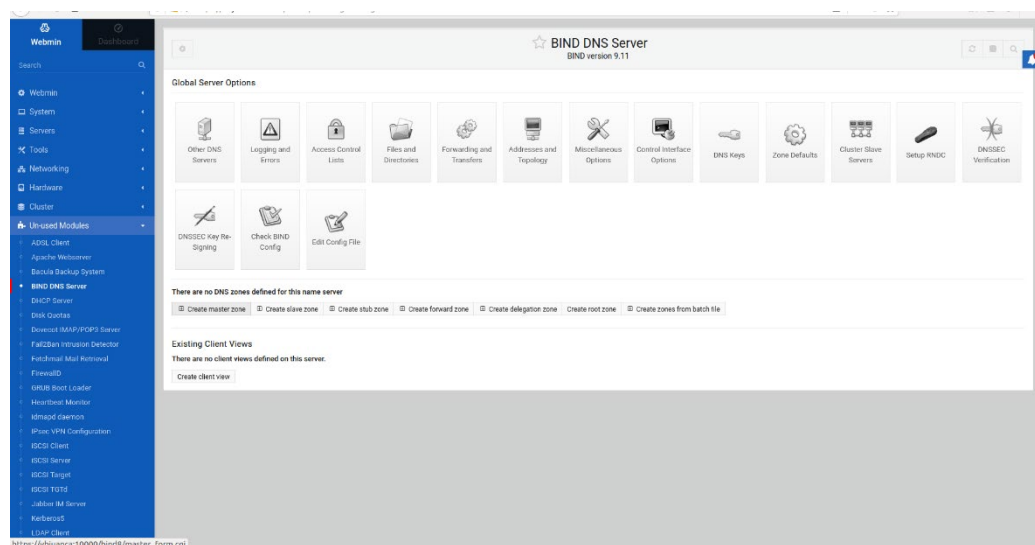 Webmin
Dashboard
Search
Webmin
System
Servers
Tools
Networking
Hardware
Cluster
Un-used Modules
ADSL Client
Apache Webserver
Bacula Backup System
BIND DNS Server
DHCP Server
Disk Quotas
Dovecot IMAP/POP3 Server
Fail2Ban Intrusion Detector
Fetchmail Mail Retrieval
FirewallD
GRUB Boot Loader
Heartbeat Monitor
idmapd daemon
IPsec VPN Configuration
iSCSI Client
iSCSI Server
iSCSI Target
iSCSI TGTd
Jabber IM Server
Kerberos5
LDAP Client
BIND DNS Server
BIND version 9.11
Global Server Options
Other DNS Servers
Logging and Errors
Access Control Lists
Files and Directories
Forwarding and Transfers
Addresses and Topology
Miscellaneous Options
Control Interface Options
DNS Keys
Zone Defaults
Cluster Slave Servers
Setup RNDC
DNSSEC Verification
DNSSEC Key Re-Signing
Check BIND Config
Edit Config File
There are no DNS zones defined for this name server
Create master zone Create slave zone Create stub zone Create forward zone Create delegation zone Create root zone Create zones from batch file
Existing Client Views
There are no client views defined on this server.
Create client view